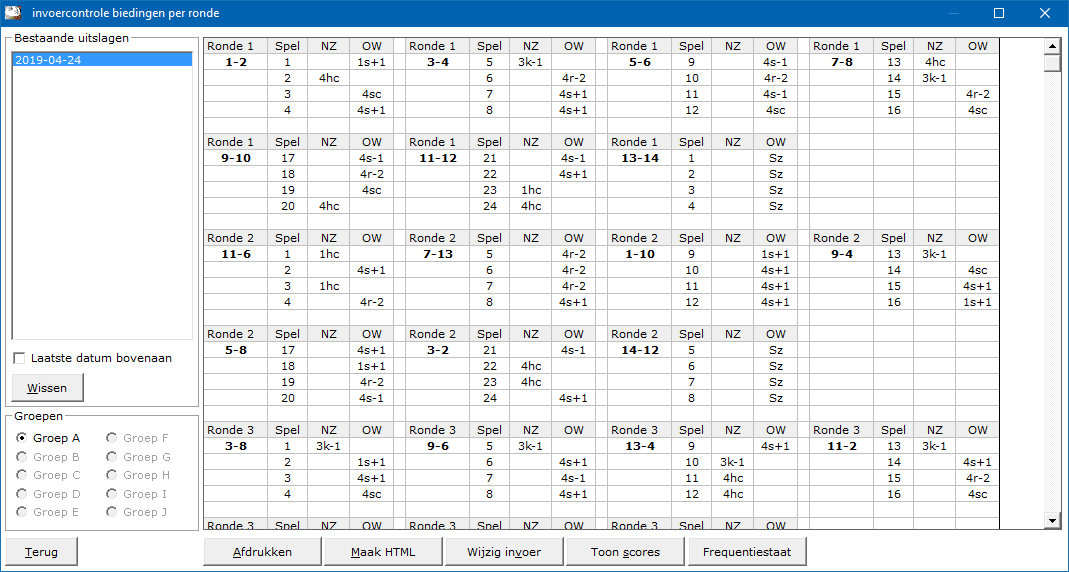 invoercontrole biedingen per ronde
Bestaande uitslagen
2019-04-24
Laatste datum bovenaan
Wissen
Groepen
Groep A Groep F
Groep B Groep G
Groep C Groep H
Groep D Groep I
Groep E Groep J
Terug
Ronde 1 Spel NZ OW Ronde 1 Spel NZ OW Ronde 1 Spel NZ OW Ronde 1 Spel NZ OW
1-2 1 1s+1 3-4 5 3k-1 5-6 9 4s-1 7-8 13 4hc
2 4hc 6 4r-2 10 4r-2 14 3k-1
3 4sc 7 4s+1 11 4s-1 15 4r-2
4 4s+1 8 4s+1 12 4sc 16 4sc
Ronde 1 Spel NZ OW Ronde 1 Spel NZ OW Ronde 1 Spel NZ OW
9-10 17 4s-1 11-12 21 4s-1 13-14 1 Sz
18 4r-2 22 4s+1 2 Sz
19 4sc 23 1hc 3 Sz
20 4hc 24 4hc 4 Sz
Ronde 2 Spel NZ OW Ronde 2 Spel NZ OW Ronde 2 Spel NZ OW Ronde 2 Spel NZ OW
11-6 1 1hc 7-13 5 4r-2 1-10 9 1s+1 9-4 13 3k-1
2 4s+1 6 4r-2 10 4s+1 14 4sc
3 1hc 7 4r-2 11 4s+1 15 4s+1
4 4r-2 8 4s+1 12 4s+1 16 1s+1
Ronde 2 Spel NZ OW Ronde 2 Spel NZ OW Ronde 2 Spel NZ OW
5-8 17 4s+1 3-2 21 4s-1 14-12 5 Sz
18 1s+1 22 4hc 6 Sz
19 4r-2 23 4hc 7 Sz
20 4s-1 24 4s+1 8 Sz
Ronde 3 Spel NZ OW Ronde 3 Spel NZ OW Ronde 3 Spel NZ OW Ronde 3 Spel NZ OW
3-8 1 3k-1 9-6 5 3k-1 13-4 9 4s+1 11-2 13 3k-1
2 1s+1 6 4s+1 10 3k-1 14 4s+1
3 4s+1 7 4s-1 11 4hc 15 4r-2
4 4sc 8 4s+1 12 4hc 16 4sc
Ronde 3 Spel NZ OW Ronde 3 Spel NZ OW Ronde 3 Spel NZ OW
Afdrukken Maak HTML Wijzig invoer Toon scores Frequentiestaat